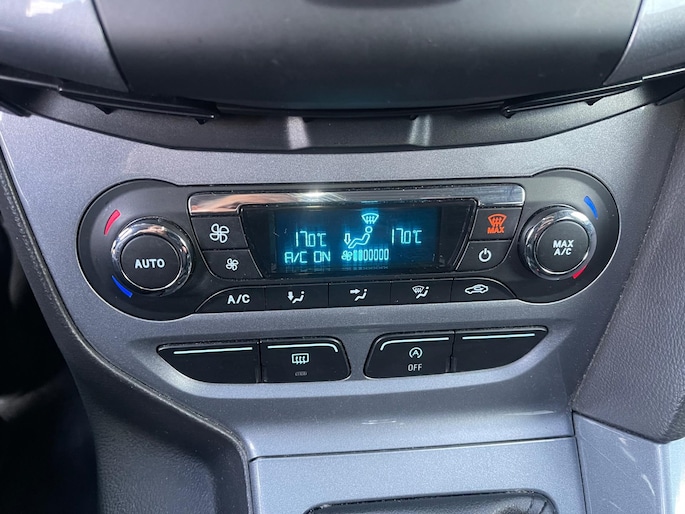 17.0°C 17.0°C
A/C ON
AUTO
MAX
MAX
A/C
A/C
A
OFF